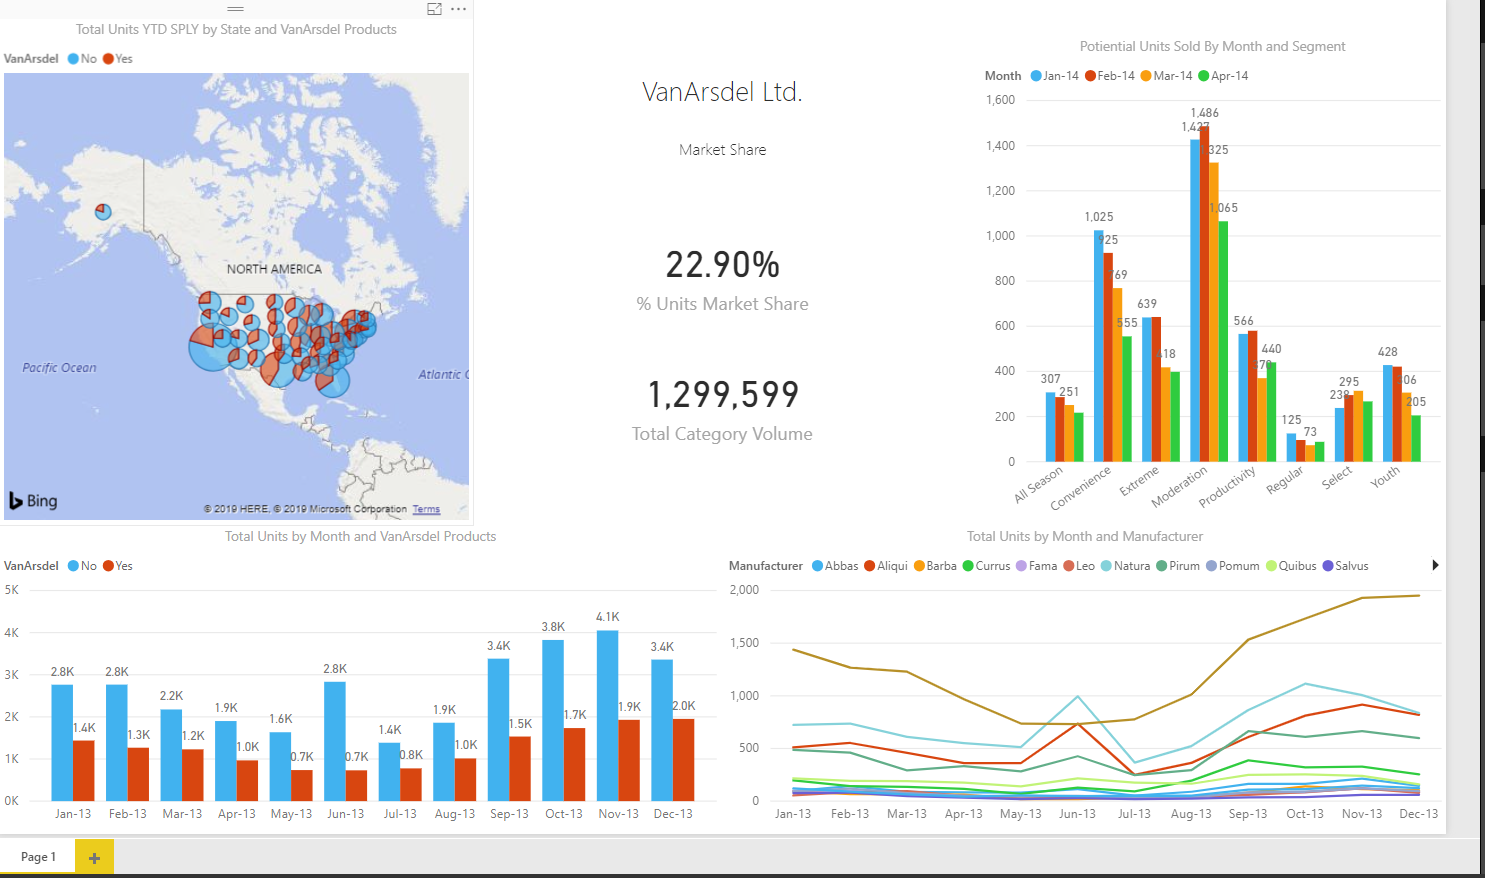 Total Units YTD SPLY by State and VanArsdel Products
VanArsdel No Yes
NORTH AMERICA
Pacific Ocean
Atlantic
Bing
© 2019 HERE, © 2019 Microsoft Corporation Terms
VanArsdel Ltd.
Market Share
22.90%
% Units Market Share
1,299,599
Total Category Volume
Potiential Units Sold By Month and Segment
Month Jan-14 Feb-14 Mar-14 Apr-14
1,600
1,400
1,200
1,000
800
600
400
200
0
307
251
1,025
925
769
555
639
418
1,427
1,486
1,325
1,065
566
370
440
125
73
238
295
428
306
205
All Season
Convenience
Extreme
Moderation
Productivity
Regular
Select
Youth
Total Units by Month and VanArsdel Products
VanArsdel No Yes
5K
4K
3K
2K
1K
0K
2.8K
1.4K
2.8K
1.3K
2.2K
1.2K
1.9K
1.0K
1.6K
0.7K
2.8K
0.7K
1.4K
0.8K
1.9K
1.0K
3.4K
1.5K
3.8K
1.7K
4.1K
1.9K
3.4K
2.0K
Jan-13 Feb-13 Mar-13 Apr-13 May-13 Jun-13 Jul-13 Aug-13 Sep-13 Oct-13 Nov-13 Dec-13
Total Units by Month and Manufacturer
Manufacturer Abbas Aliqui Barba Currus Fama Leo Natura Pirum Pomum Quibus Salvus
2,000
1,500
1,000
500
0
Jan-13 Feb-13 Mar-13 Apr-13 May-13 Jun-13 Jul-13 Aug-13 Sep-13 Oct-13 Nov-13 Dec-13
Page 1
+